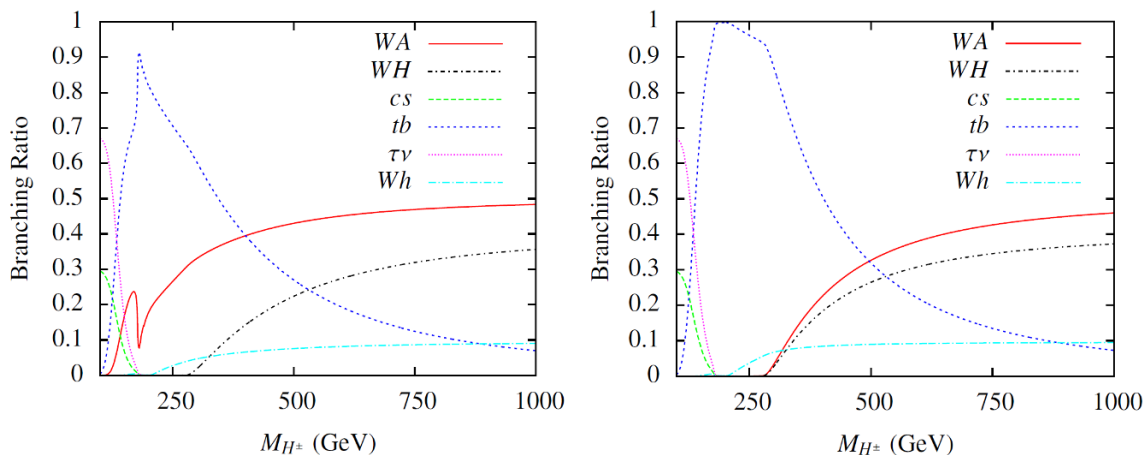 Branching Ratio
1
0.9
0.8
0.7
0.6
0.5
0.4
0.3
0.2
0.1
0
250
500
750
1000
M_{H^±} (GeV)
WA
WH
cs
tb
τν
Wh
Branching Ratio
1
0.9
0.8
0.7
0.6
0.5
0.4
0.3
0.2
0.1
0
250
500
750
1000
M_{H^±} (GeV)
WA
WH
cs
tb
τν
Wh